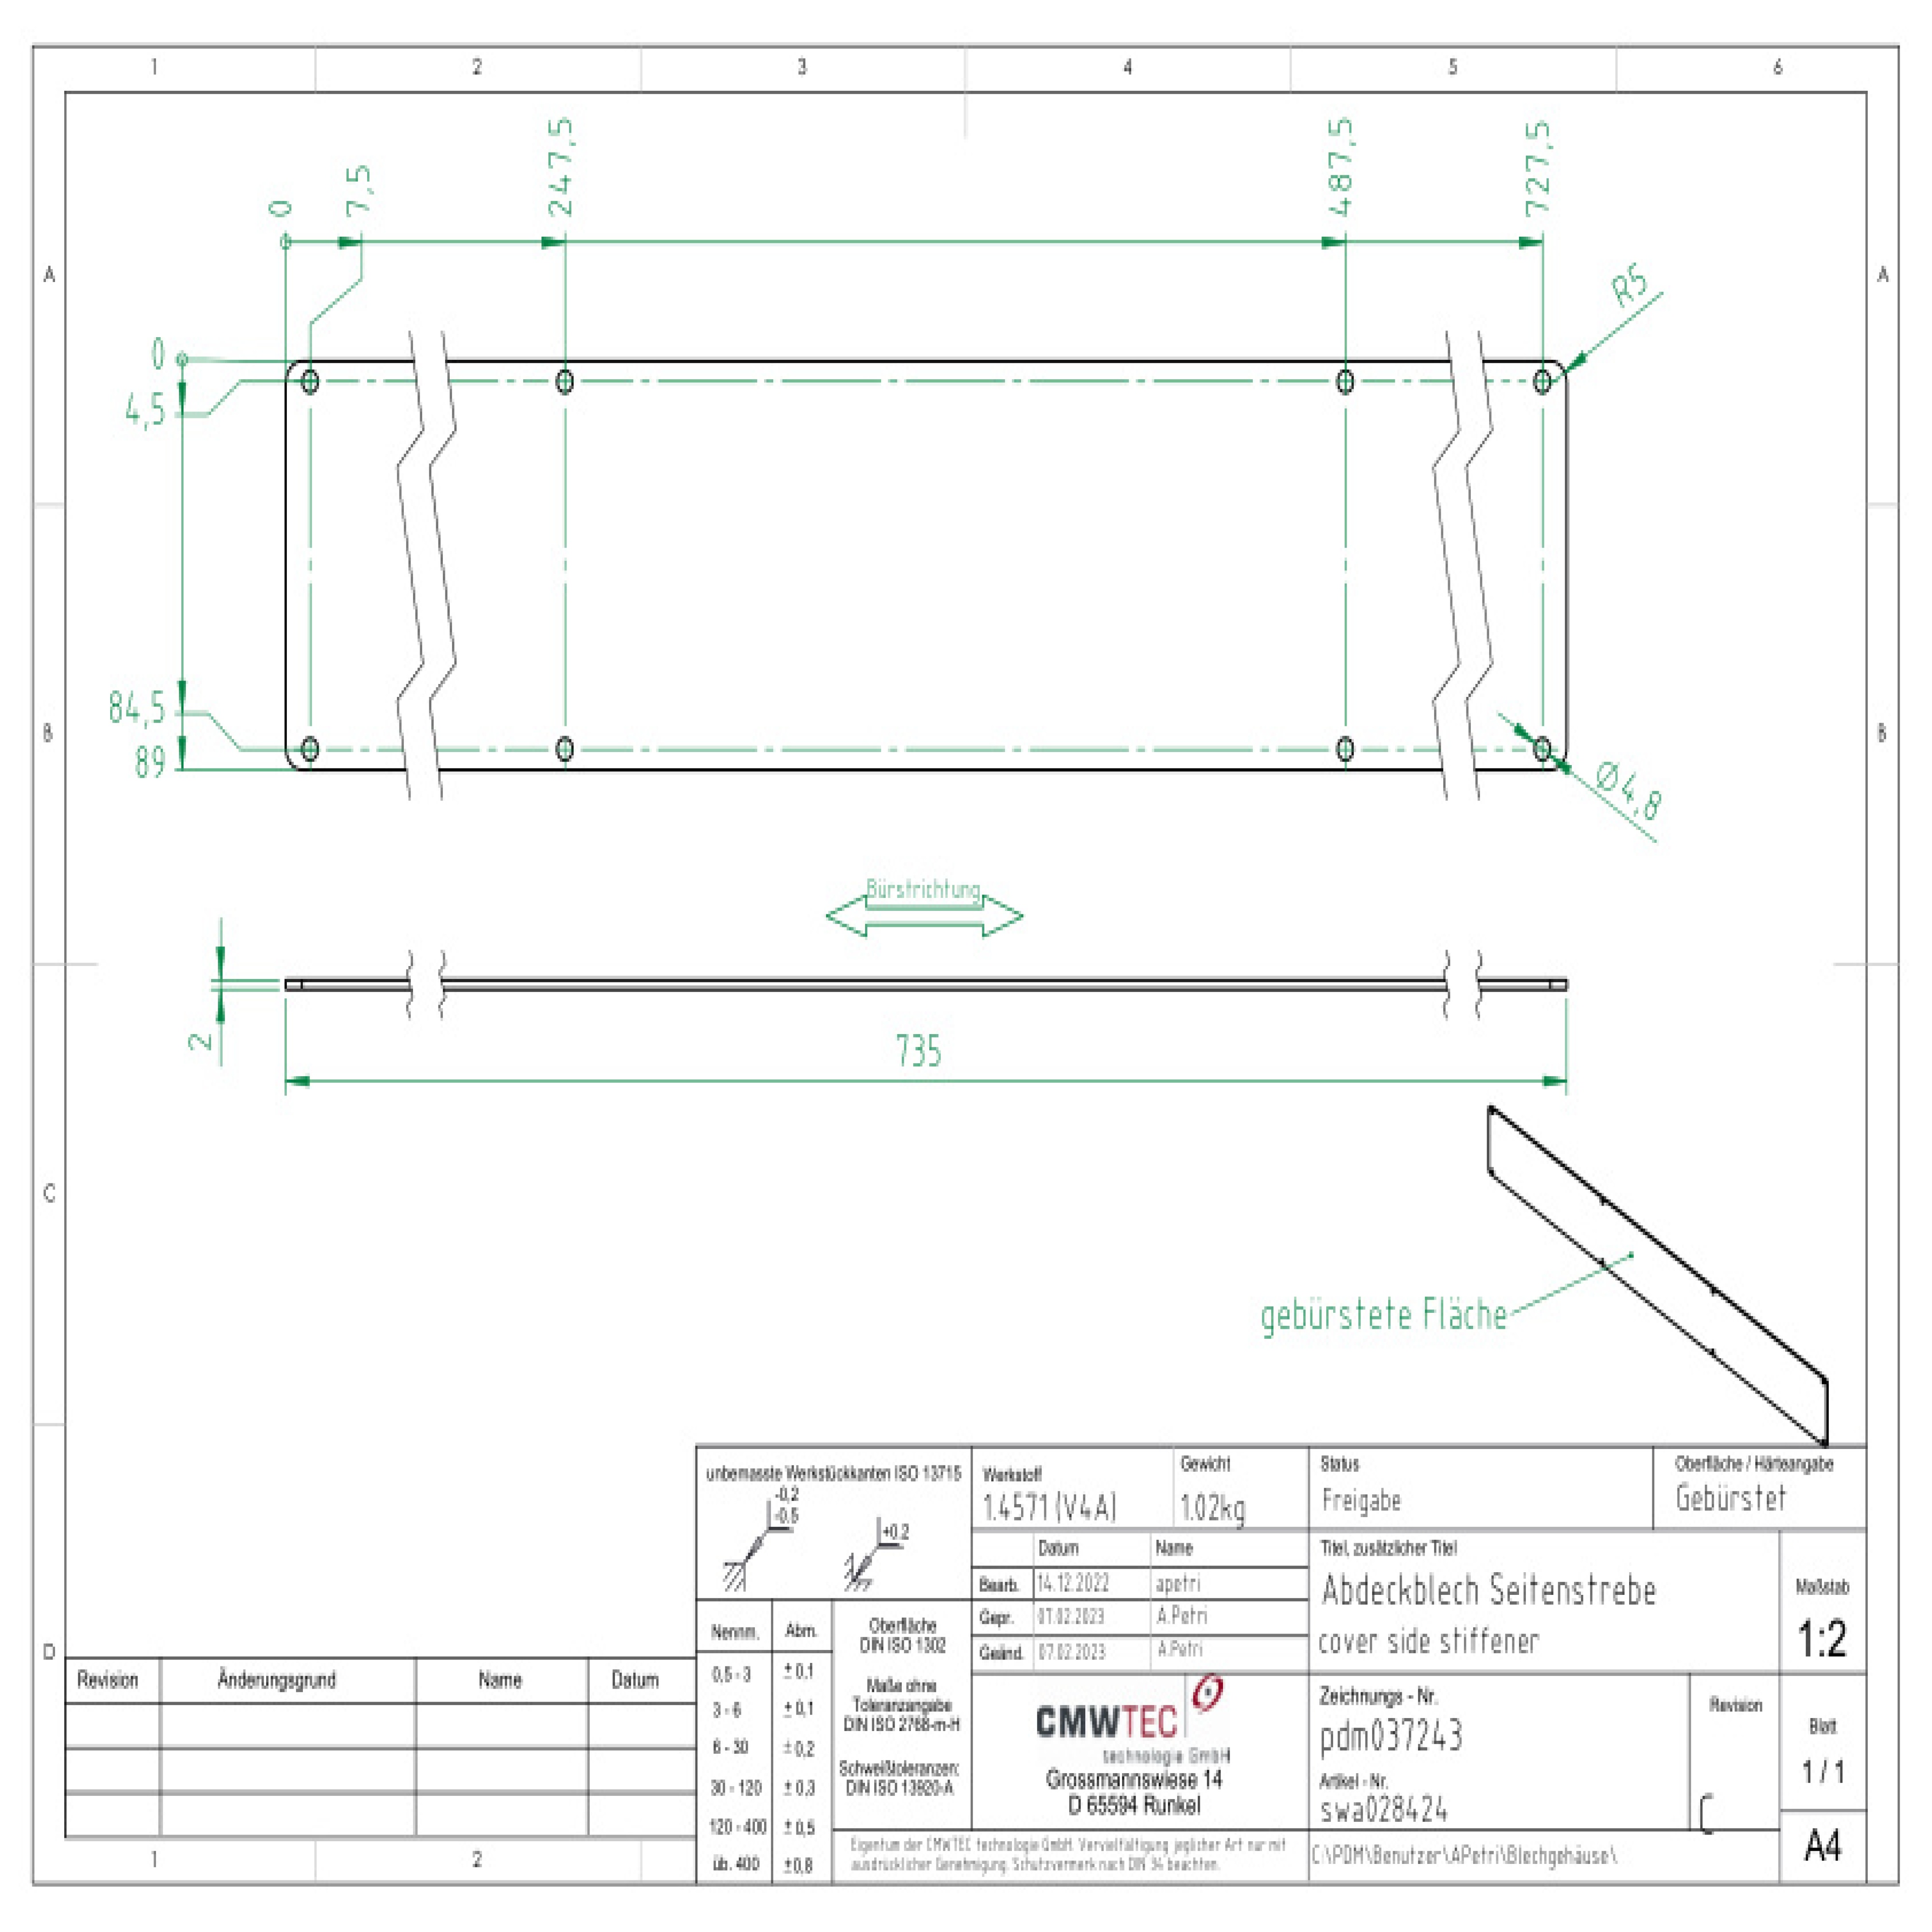 1 2 3 4 5 6
0 7,5 247,5 487,5 727,5
A A
R5
0
4,5
84,5
B B
89
Ø4,8
Bürstrichtung
2
735
C
gebürstete Fläche
unbemasste Werkstückkanten ISO 13715
-0,2
-0,5
+0,2
Werkstoff
1.4571 (V4A)
Gewicht
1.02kg
Status
Freigabe
Oberfläche / Härteangabe
Gebürstet
Datum Name
Bearb. 14.12.2022 apetri
Gepr. 07.02.2023 A.Petri
Geänd. 07.02.2023 A.Petri
Titel, zusätzlicher Titel
Abdeckblech Seitenstrebe
cover side stiffener
Maßstab
1:2
D
Nennm. Abm.
0,5 - 3 ± 0,1
3 - 6 ± 0,1
6 - 30 ± 0,2
30 - 120 ± 0,3
120 - 400 ± 0,5
üb. 400 ±0,8
Oberfläche
DIN ISO 1302
Maße ohne
Toleranzangabe
DIN ISO 2768-m-H
Schweißtoleranzen:
DIN ISO 13920-A
Revision Änderungsgrund Name Datum
CMWTEC
technologie GmbH
Grossmannswiese 14
D 65594 Runkel
Zeichnungs - Nr.
pdm037243
Artikel - Nr.
swa028424
Revision
C
Blatt
1 / 1
A4
Eigentum der CMWTEC technologie GmbH. Vervielfältigung jeglicher Art nur mit
ausdrücklicher Genehmigung. Schutzvermerk nach DIN 34 beachten.
C:\PDM\Benutzer\APetri\Blechgehäuse\
1 2